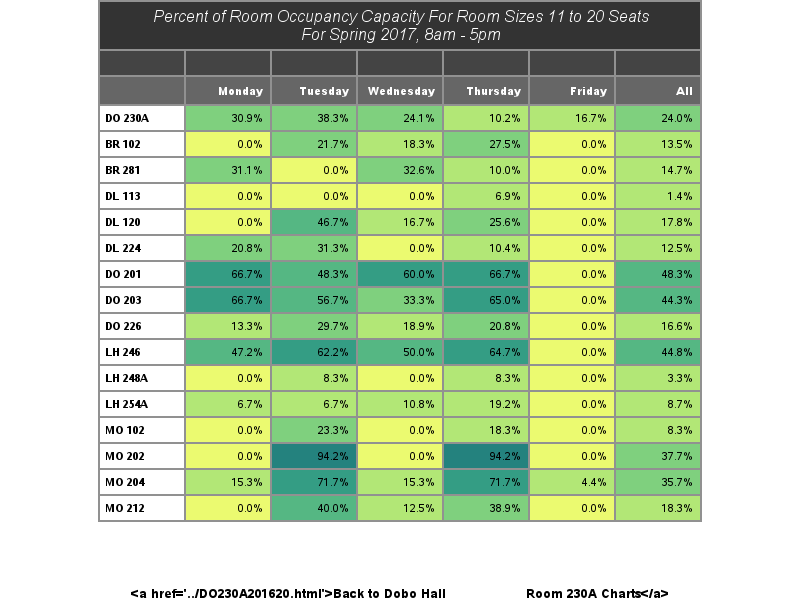 Percent of Room Occupancy Capacity For Room Sizes 11 to 20 Seats
For Spring 2017, 8am - 5pm
Monday Tuesday Wednesday Thursday Friday All
DO 230A 30.9% 38.3% 24.1% 10.2% 16.7% 24.0%
BR 102 0.0% 21.7% 18.3% 27.5% 0.0% 13.5%
BR 281 31.1% 0.0% 32.6% 10.0% 0.0% 14.7%
DL 113 0.0% 0.0% 0.0% 6.9% 0.0% 1.4%
DL 120 0.0% 46.7% 16.7% 25.6% 0.0% 17.8%
DL 224 20.8% 31.3% 0.0% 10.4% 0.0% 12.5%
DO 201 66.7% 48.3% 60.0% 66.7% 0.0% 48.3%
DO 203 66.7% 56.7% 33.3% 65.0% 0.0% 44.3%
DO 226 13.3% 29.7% 18.9% 20.8% 0.0% 16.6%
LH 246 47.2% 62.2% 50.0% 64.7% 0.0% 44.8%
LH 248A 0.0% 8.3% 0.0% 8.3% 0.0% 3.3%
LH 254A 6.7% 6.7% 10.8% 19.2% 0.0% 8.7%
MO 102 0.0% 23.3% 0.0% 18.3% 0.0% 8.3%
MO 202 0.0% 94.2% 0.0% 94.2% 0.0% 37.7%
MO 204 15.3% 71.7% 15.3% 71.7% 4.4% 35.7%
MO 212 0.0% 40.0% 12.5% 38.9% 0.0% 18.3%
<a href='../DO230A201620.html'>Back to Dobo Hall Room 230A Charts</a>